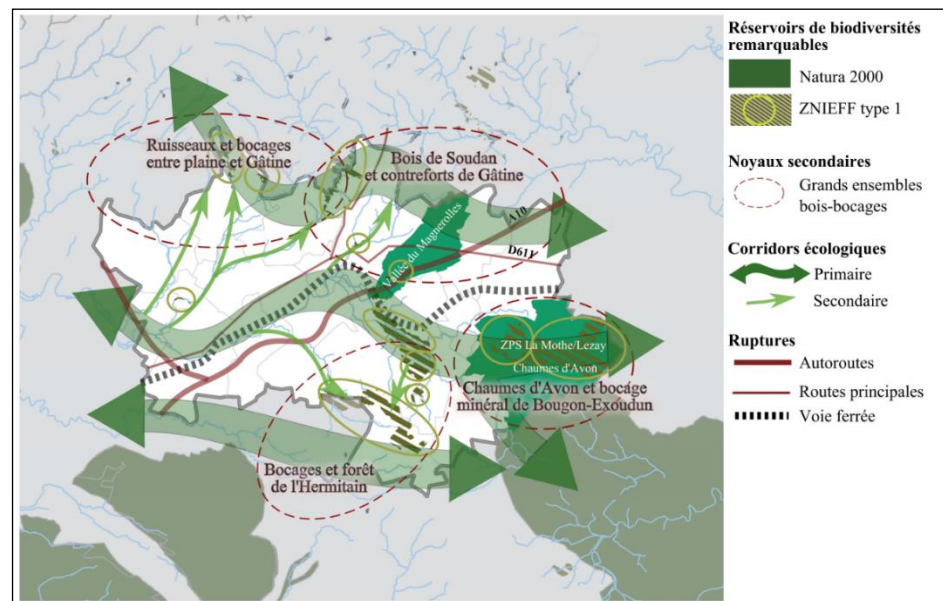 Ruisseaux et bocages
entre plaine et Gâtine
Bois de Soudan
et contreforts de Gâtine
A10
D611
Vallée du Magnerolles
ZPS La Mothe/Lezay
Chaumes d'Avon
Chaumes d'Avon et bocage
minéral de Bougon-Exoudun
Bocages et forêt
de l'Hermitain
Réservoirs de biodiversités
remarquables
Natura 2000
ZNIEFF type 1
Noyaux secondaires
Grands ensembles
bois-bocages
Corridors écologiques
Primaire
Secondaire
Ruptures
Autoroutes
Routes principales
Voie ferrée